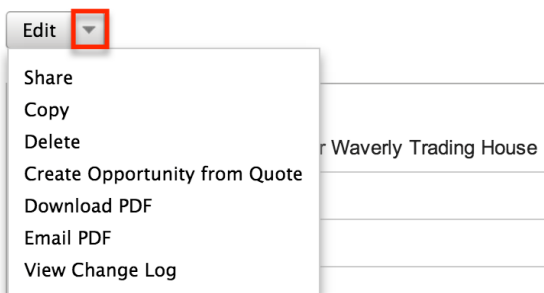 Edit
Share
Copy
Delete
r Waverly Trading House
Create Opportunity from Quote
Download PDF
Email PDF
View Change Log